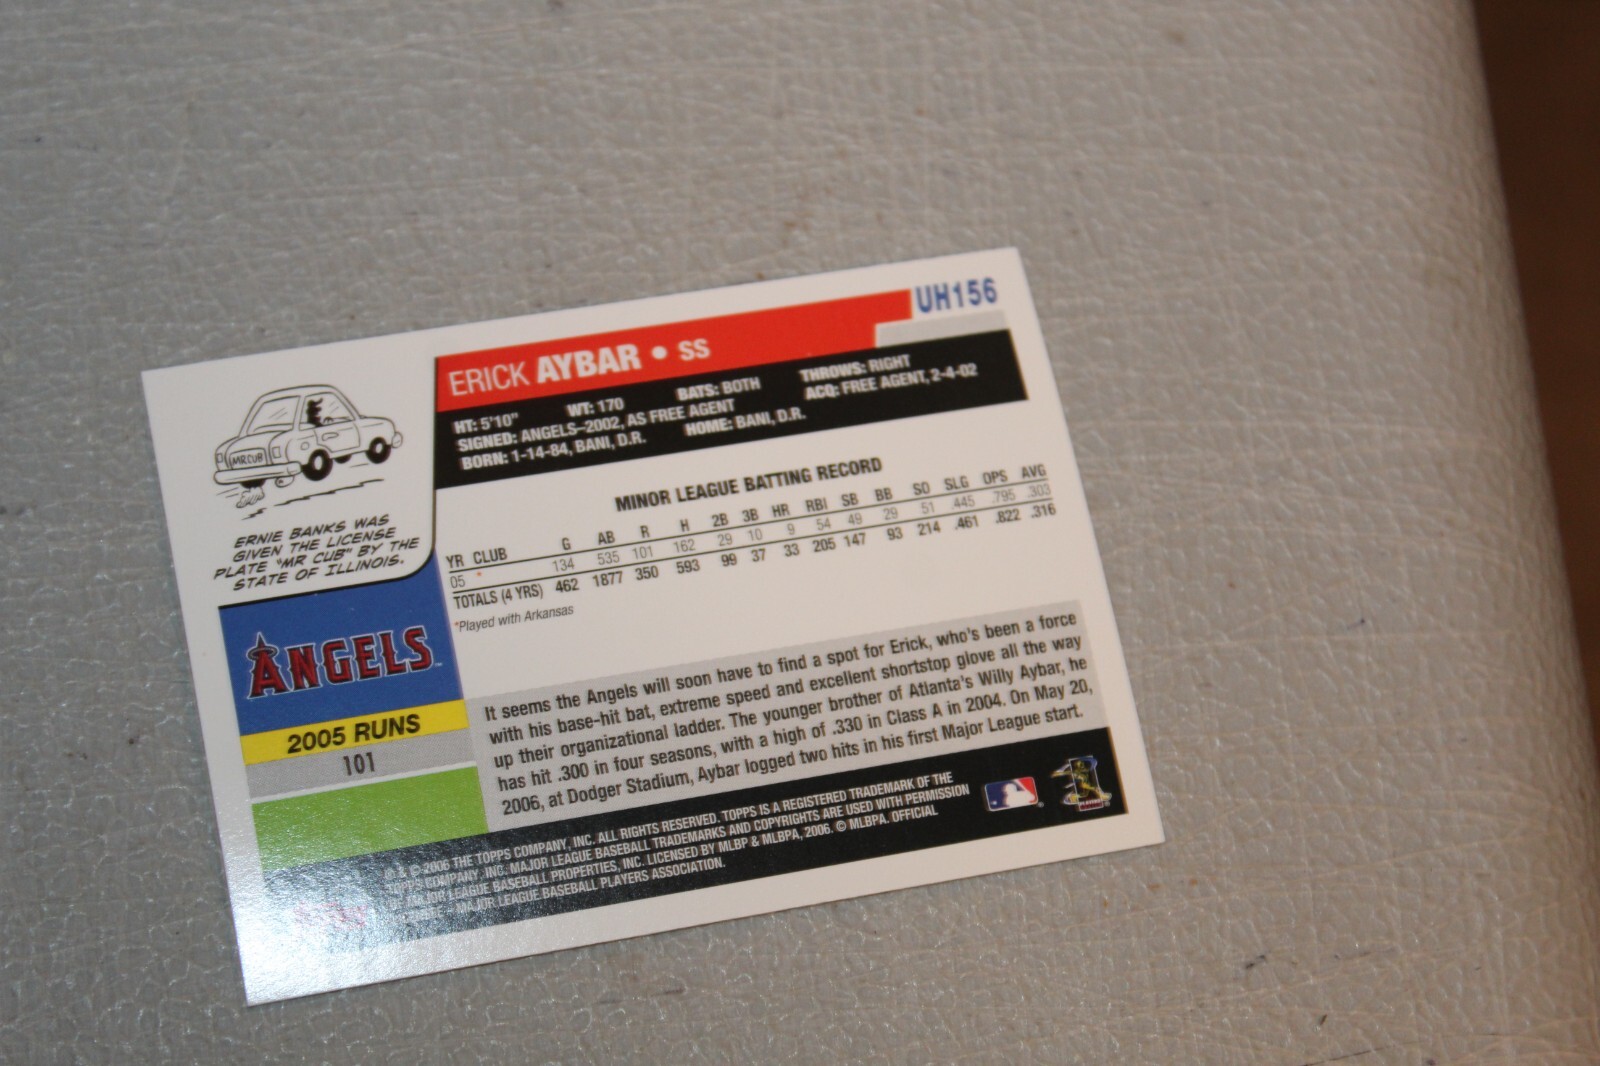 UH156
ERICK AYBAR • SS
HT: 5'10" WT: 170 BATS: BOTH THROWS: RIGHT
SIGNED: ANGELS–2002, AS FREE AGENT ACQ: FREE AGENT, 2-4-02
BORN: 1-14-84, BANI, D.R. HOME: BANI, D.R.
MR CUB
ERNIE BANKS WAS
GIVEN THE LICENSE
PLATE "MR CUB" BY THE
STATE OF ILLINOIS.
MINOR LEAGUE BATTING RECORD
YR CLUB G AB R H 2B 3B HR RBI SB BB SO SLG OPS AVG
05 * 134 535 101 162 29 10 9 54 49 29 51 .445 .795 .303
TOTALS (4 YRS) 462 1877 350 593 99 37 33 205 147 93 214 .461 .822 .316
*Played with Arkansas
ANGELS
2005 RUNS
101
It seems the Angels will soon have to find a spot for Erick, who's been a force
with his base-hit bat, extreme speed and excellent shortstop glove all the way
up their organizational ladder. The younger brother of Atlanta's Willy Aybar, he
has hit .300 in four seasons, with a high of .330 in Class A in 2004. On May 20,
2006, at Dodger Stadium, Aybar logged two hits in his first Major League start.
® & © 2006 THE TOPPS COMPANY, INC. ALL RIGHTS RESERVED. TOPPS IS A REGISTERED TRADEMARK OF THE
TOPPS COMPANY, INC. MAJOR LEAGUE BASEBALL TRADEMARKS AND COPYRIGHTS ARE USED WITH PERMISSION
OF MAJOR LEAGUE BASEBALL PROPERTIES, INC. LICENSED BY MLBP & MLBPA, 2006. © MLBPA. OFFICIAL
LICENSEE – MAJOR LEAGUE BASEBALL PLAYERS ASSOCIATION.